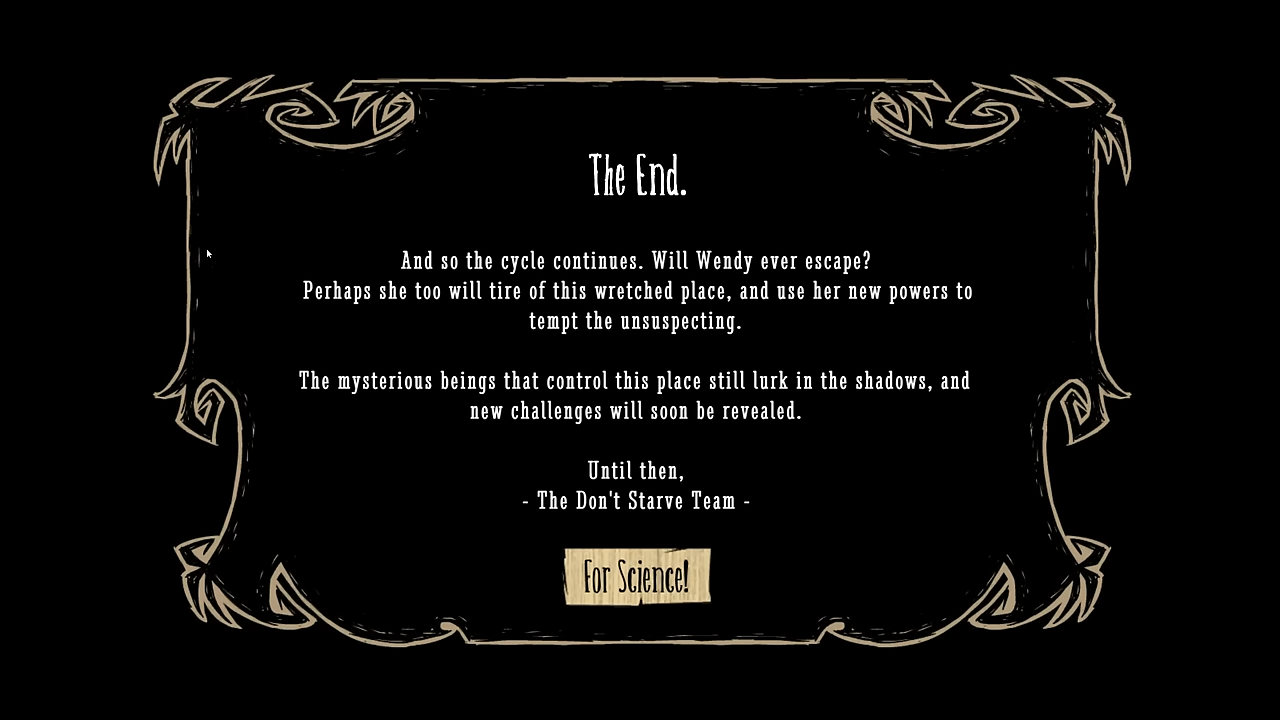 The End.
And so the cycle continues. Will Wendy ever escape?
Perhaps she too will tire of this wretched place, and use her new powers to
tempt the unsuspecting.
The mysterious beings that control this place still lurk in the shadows, and
new challenges will soon be revealed.
Until then,
- The Don't Starve Team -
For Science!